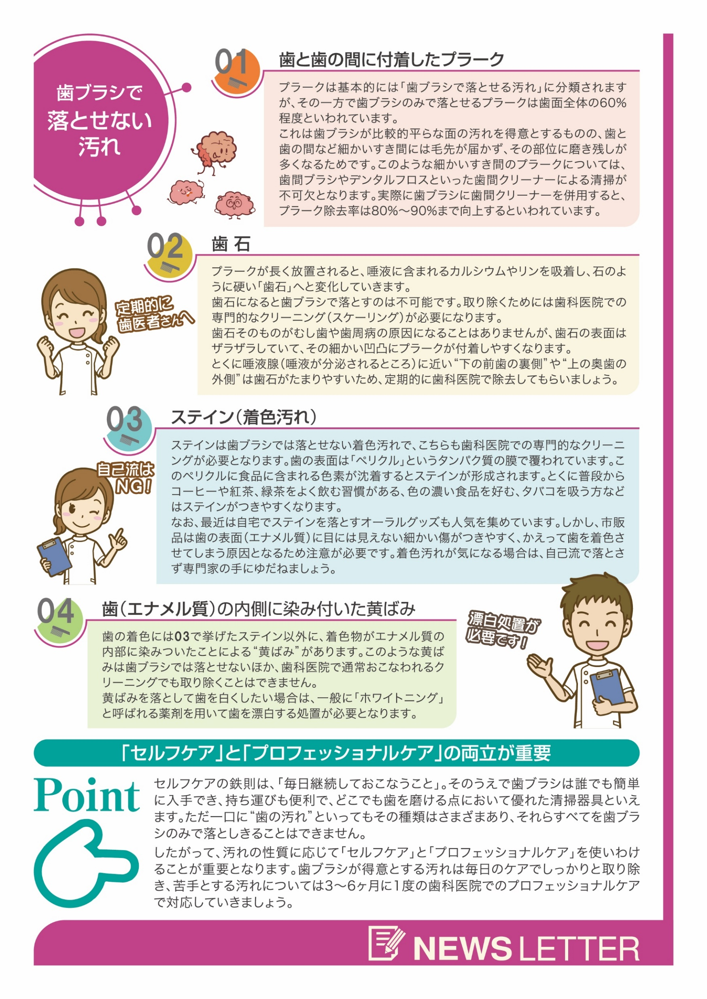 歯ブラシで
落とせない
汚れ
01
歯と歯の間に付着したプラーク
プラークは基本的には「歯ブラシで落とせる汚れ」に分類されます
が、その一方で歯ブラシのみで落とせるプラークは歯面全体の60%
程度といわれています。
これは歯ブラシが比較的平らな面の汚れを得意とするものの、歯と
歯の間など細かいすき間には毛先が届かず、その部位に磨き残しが
多くなるためです。このような細かいすき間のプラークについては、
歯間ブラシやデンタルフロスといった歯間クリーナーによる清掃が
不可欠となります。実際に歯ブラシに歯間クリーナーを併用すると、
プラーク除去率は80%～90%まで向上するといわれています。
02
歯 石
プラークが長く放置されると、唾液に含まれるカルシウムやリンを吸着し、石のよ
うに硬い「歯石」へと変化していきます。
歯石になると歯ブラシで落とすのは不可能です。取り除くためには歯科医院での
専門的なクリーニング（スケーリング）が必要になります。
歯石そのものがむし歯や歯周病の原因になることはありませんが、歯石の表面は
ザラザラしていて、その細かい凹凸にプラークが付着しやすくなります。
とくに唾液腺（唾液が分泌されるところ）に近い“下の前歯の裏側”や“上の奥歯の
外側”は歯石がたまりやすいため、定期的に歯科医院で除去してもらいましょう。
定期的に
歯医者さんへ
03
ステイン（着色汚れ）
ステインは歯ブラシでは落とせない着色汚れで、こちらも歯科医院での専門的なクリーニ
ングが必要となります。歯の表面は「ペリクル」というタンパク質の膜で覆われています。こ
のペリクルに食品に含まれる色素が沈着するとステインが形成されます。とくに普段から
コーヒーや紅茶、緑茶をよく飲む習慣がある、色の濃い食品を好む、タバコを吸う方など
はステインがつきやすくなります。
なお、最近は自宅でステインを落とすオーラルグッズも人気を集めています。しかし、市販
品は歯の表面（エナメル質）に目には見えない細かい傷がつきやすく、かえって歯を着色さ
せてしまう原因となるため注意が必要です。着色汚れが気になる場合は、自己流で落とさ
ず専門家の手にゆだねましょう。
自己流は
NG！
04
歯（エナメル質）の内側に染み付いた黄ばみ
歯の着色には03で挙げたステイン以外に、着色物がエナメル質の
内部に染みついたことによる“黄ばみ”があります。このような黄ば
みは歯ブラシでは落とせないほか、歯科医院で通常おこなわれるク
リーニングでも取り除くことはできません。
黄ばみを落として歯を白くしたい場合は、一般に「ホワイトニング」
と呼ばれる薬剤を用いて歯を漂白する処置が必要となります。
漂白処置が
必要です！
「セルフケア」と「プロフェッショナルケア」の両立が重要
Point
セルフケアの鉄則は、「毎日継続しておこなうこと」。そのうえで歯ブラシは誰でも簡単
に入手でき、持ち運びも便利で、どこでも歯を磨ける点において優れた清掃器具といえ
ます。ただ一口に“歯の汚れ”といってもその種類はさまざまあり、それらすべてを歯ブラ
シのみで落としきることはできません。
したがって、汚れの性質に応じて「セルフケア」と「プロフェッショナルケア」を使いわけ
ることが重要となります。歯ブラシが得意とする汚れは毎日のケアでしっかりと取り除
き、苦手とする汚れについては3～6ヶ月に1度の歯科医院でのプロフェッショナルケア
で対応していきましょう。
NEWS LETTER